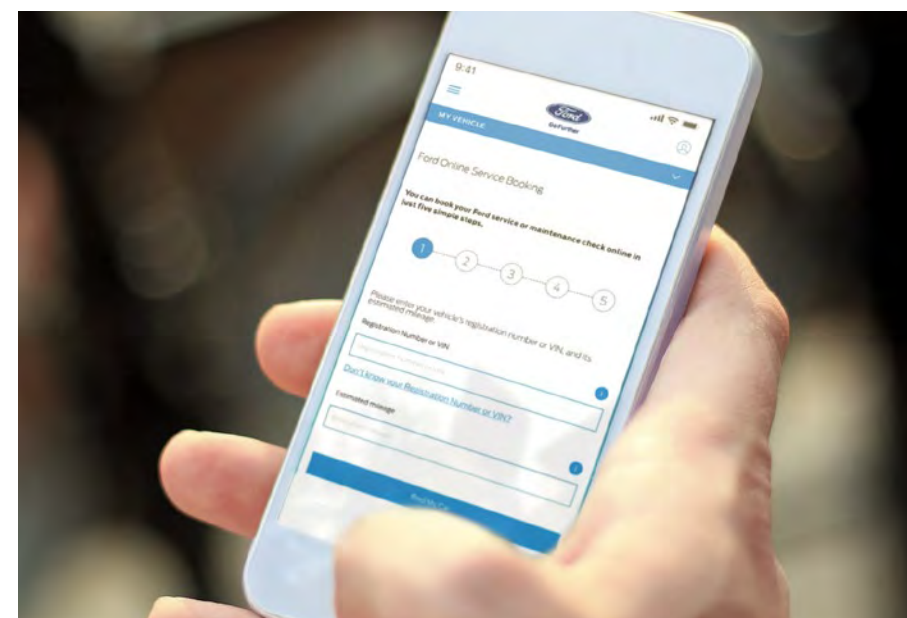 9:41
Ford
Go Further
MY VEHICLE
Ford Online Service Booking
You can book your Ford service or maintenance check online in
just five simple steps.
1 2 3 4 5
Please enter your vehicle's registration number or VIN, and its
estimated mileage.
Registration Number or VIN
i
Don't know your Registration Number or VIN?
Estimated mileage
i